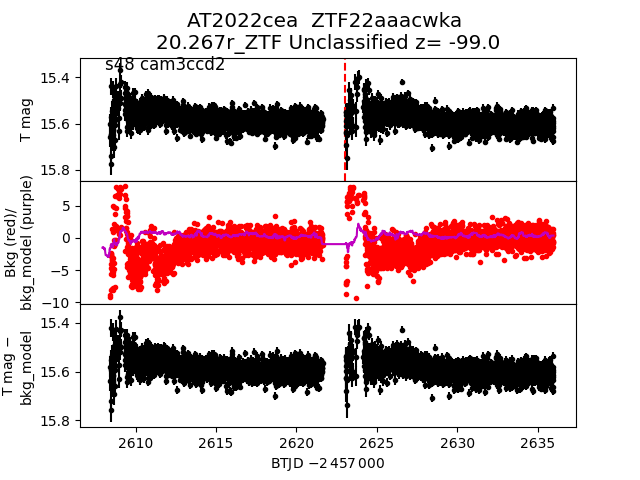 AT2022cea  ZTF22aaacwka
20.267r_ZTF Unclassified z= -99.0
s48 cam3ccd2
15.4
15.6
15.8
T mag
5
0
−5
−10
Bkg (red)/
bkg_model (purple)
15.4
15.6
15.8
T mag −
bkg_model
2610 2615 2620 2625 2630 2635
BTJD −2 457 000